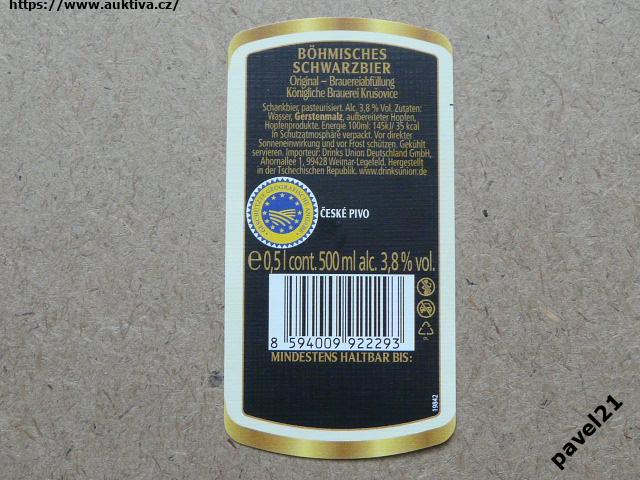 https://www.auktiva.cz/
BÖHMISCHES
SCHWARZBIER
Original – Brauereiabfüllung
Königliche Brauerei Krušovice
Schankbier, pasteurisiert. Alc. 3,8 % Vol. Zutaten:
Wasser, Gerstenmalz, aufbereiteter Hopfen,
Hopfenprodukte. Energie 100ml: 145kJ/ 35 kcal
In Schutzatmosphäre verpackt. Vor direkter
Sonneneinwirkung und vor Frost schützen. Gekühlt
servieren. Importeur: Drinks Union Deutschland GmbH,
Ahornallee 1, 99428 Weimar-Legefeld. Hergestellt
in der Tschechischen Republik. www.drinksunion.de
GESCHÜTZTE GEOGRAFISCHE ANGABE
ČESKÉ PIVO
e 0,5 l cont. 500 ml alc. 3,8 % vol.
8 594009 922293
MINDESTENS HALTBAR BIS:
19842
pavel21